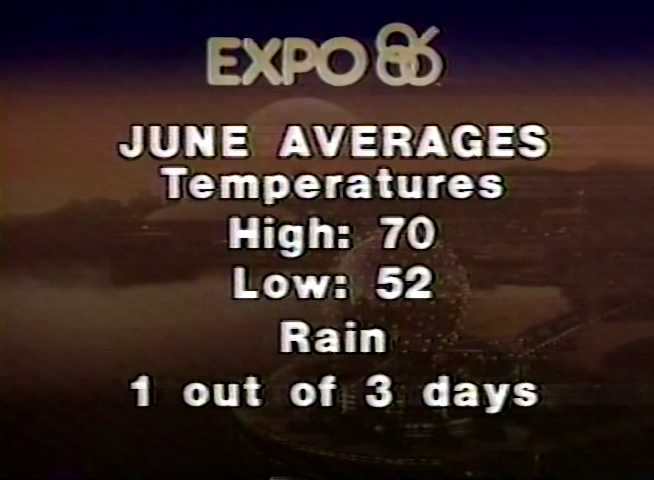 EXPO 86
JUNE AVERAGES
Temperatures
High: 70
Low: 52
Rain
1 out of 3 days